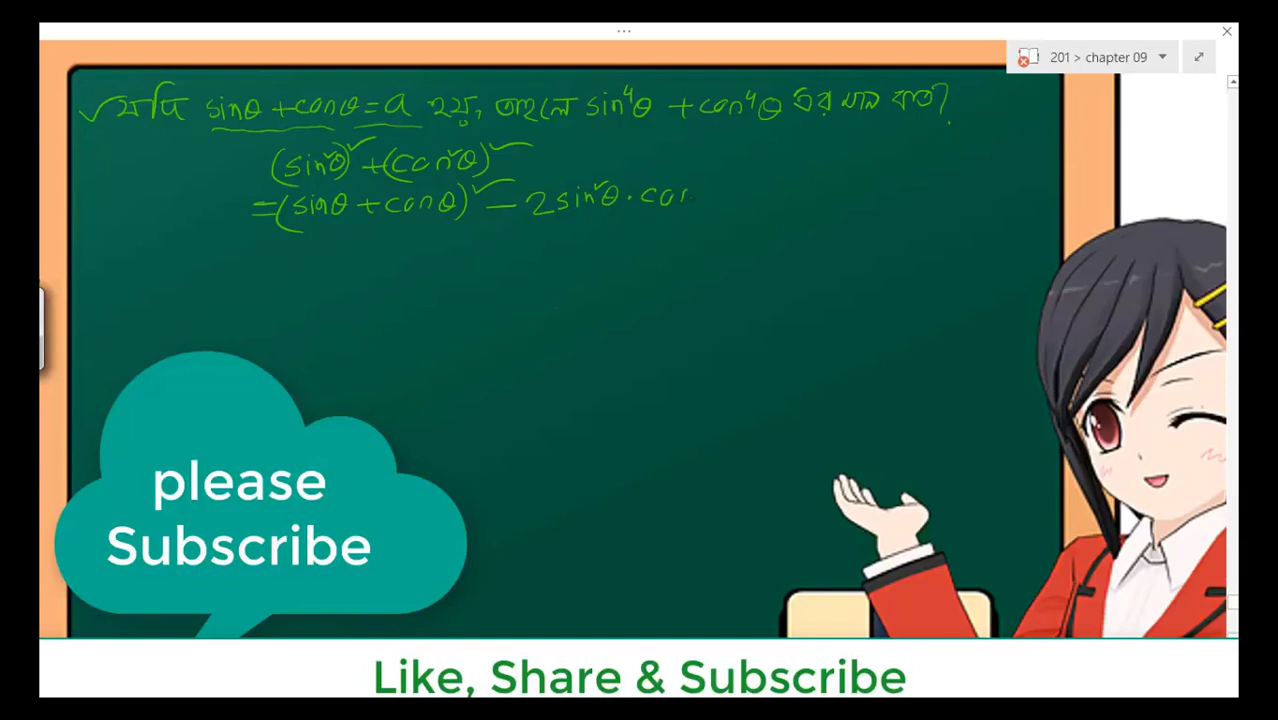 201 > chapter 09
যদি sinθ + cosθ = a হয়, তাহলে sin⁴θ + cos⁴θ এর মান কত?
(sin²θ)² + (cos²θ)²
= (sinθ + cosθ)² – 2sin²θ · cos
please
Subscribe
Like, Share & Subscribe